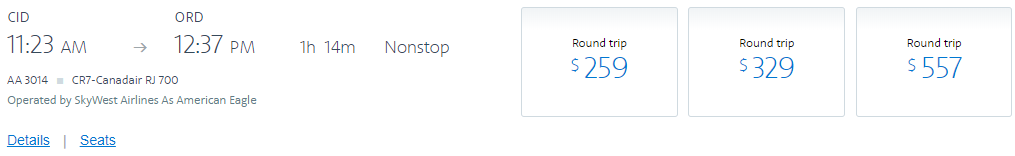 CID ORD
11:23 AM → 12:37 PM 1h 14m Nonstop
AA 3014 ■ CR7-Canadair RJ 700
Operated by SkyWest Airlines As American Eagle
Details | Seats
Round trip
$259
Round trip
$329
Round trip
$557